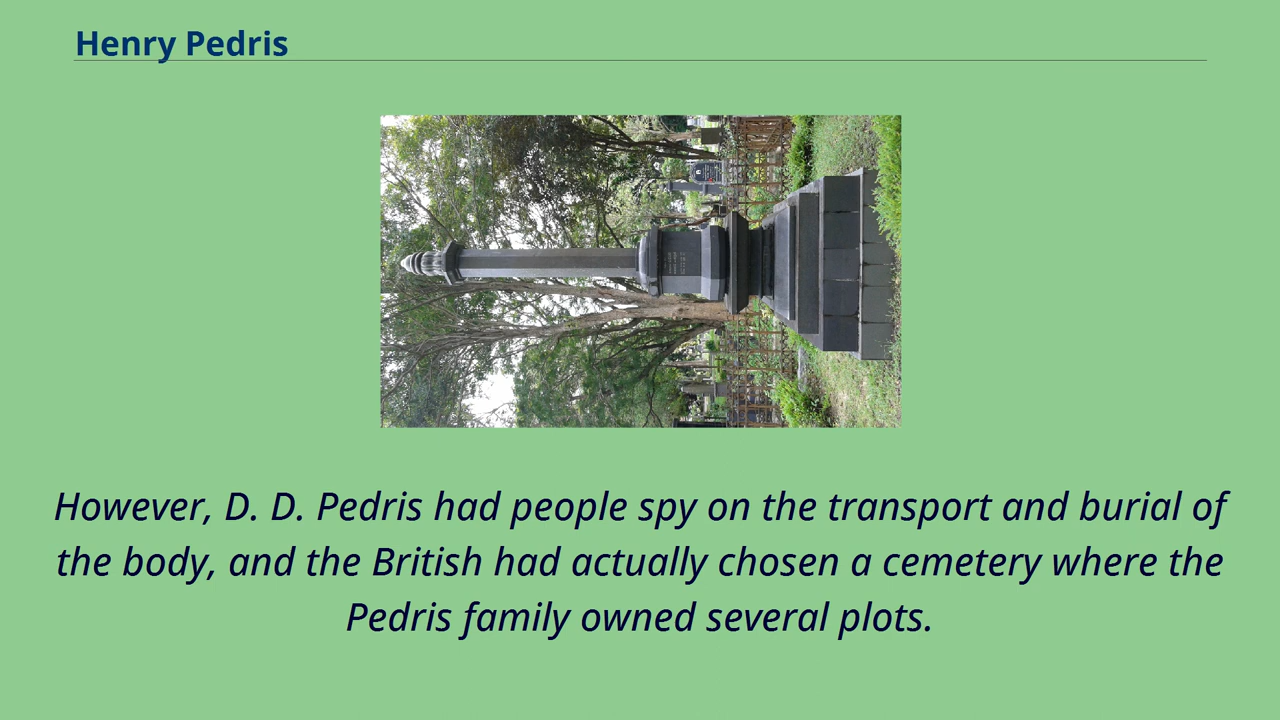 Henry Pedris
However, D. D. Pedris had people spy on the transport and burial of
the body, and the British had actually chosen a cemetery where the
Pedris family owned several plots.